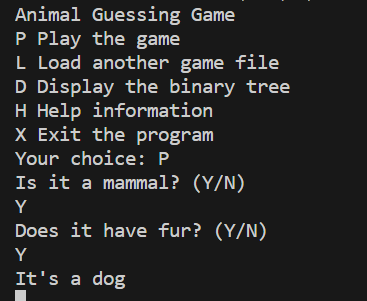 Animal Guessing Game
P Play the game
L Load another game file
D Display the binary tree
H Help information
X Exit the program
Your choice: P
Is it a mammal? (Y/N)
Y
Does it have fur? (Y/N)
Y
It's a dog